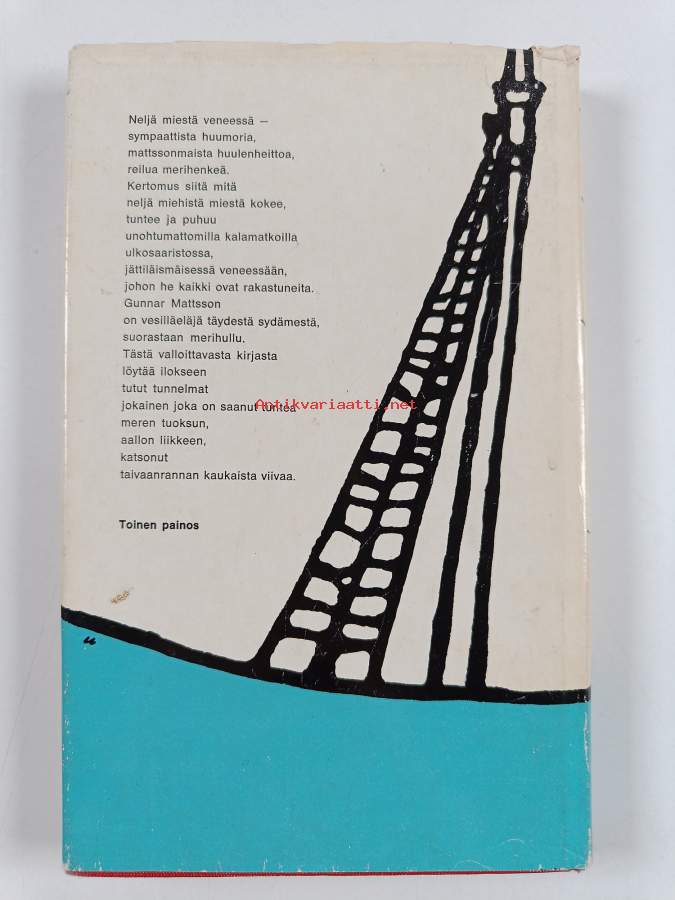 Neljä miestä veneessä –
sympaattista huumoria,
mattssonmaista huulenheittoa,
reilua merihenkeä.
Kertomus siitä mitä
neljä miehistä miestä kokee,
tuntee ja puhuu
unohtumattomilla kalamatkoilla
ulkosaaristossa,
jättiläismäisessä veneessään,
johon he kaikki ovat rakastuneita.
Gunnar Mattsson
on vesilläeläjä täydestä sydämestä,
suorastaan merihullu.
Tästä valloittavasta kirjasta
löytää ilokseen
tutut tunnelmat
jokainen joka on saanut tuntea
Antikvariaatti.net
meren tuoksun,
aallon liikkeen,
katsonut
taivaanrannan kaukaista viivaa.
Toinen painos